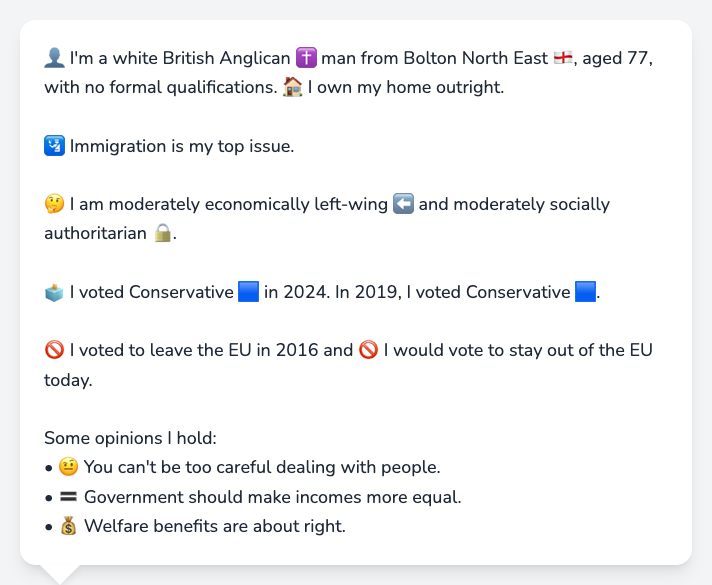 👤 I'm a white British Anglican ✝️ man from Bolton North East 🏴󠁧󠁢󠁥󠁮󠁧󠁿, aged 77,
with no formal qualifications. 🏠 I own my home outright.
🛂 Immigration is my top issue.
🤔 I am moderately economically left-wing ⬅️ and moderately socially
authoritarian 🔒.
🗳️ I voted Conservative 🟦 in 2024. In 2019, I voted Conservative 🟦.
🚫 I voted to leave the EU in 2016 and 🚫 I would vote to stay out of the EU
today.
Some opinions I hold:
• 🤨 You can't be too careful dealing with people.
• 🟰 Government should make incomes more equal.
• 💰 Welfare benefits are about right.